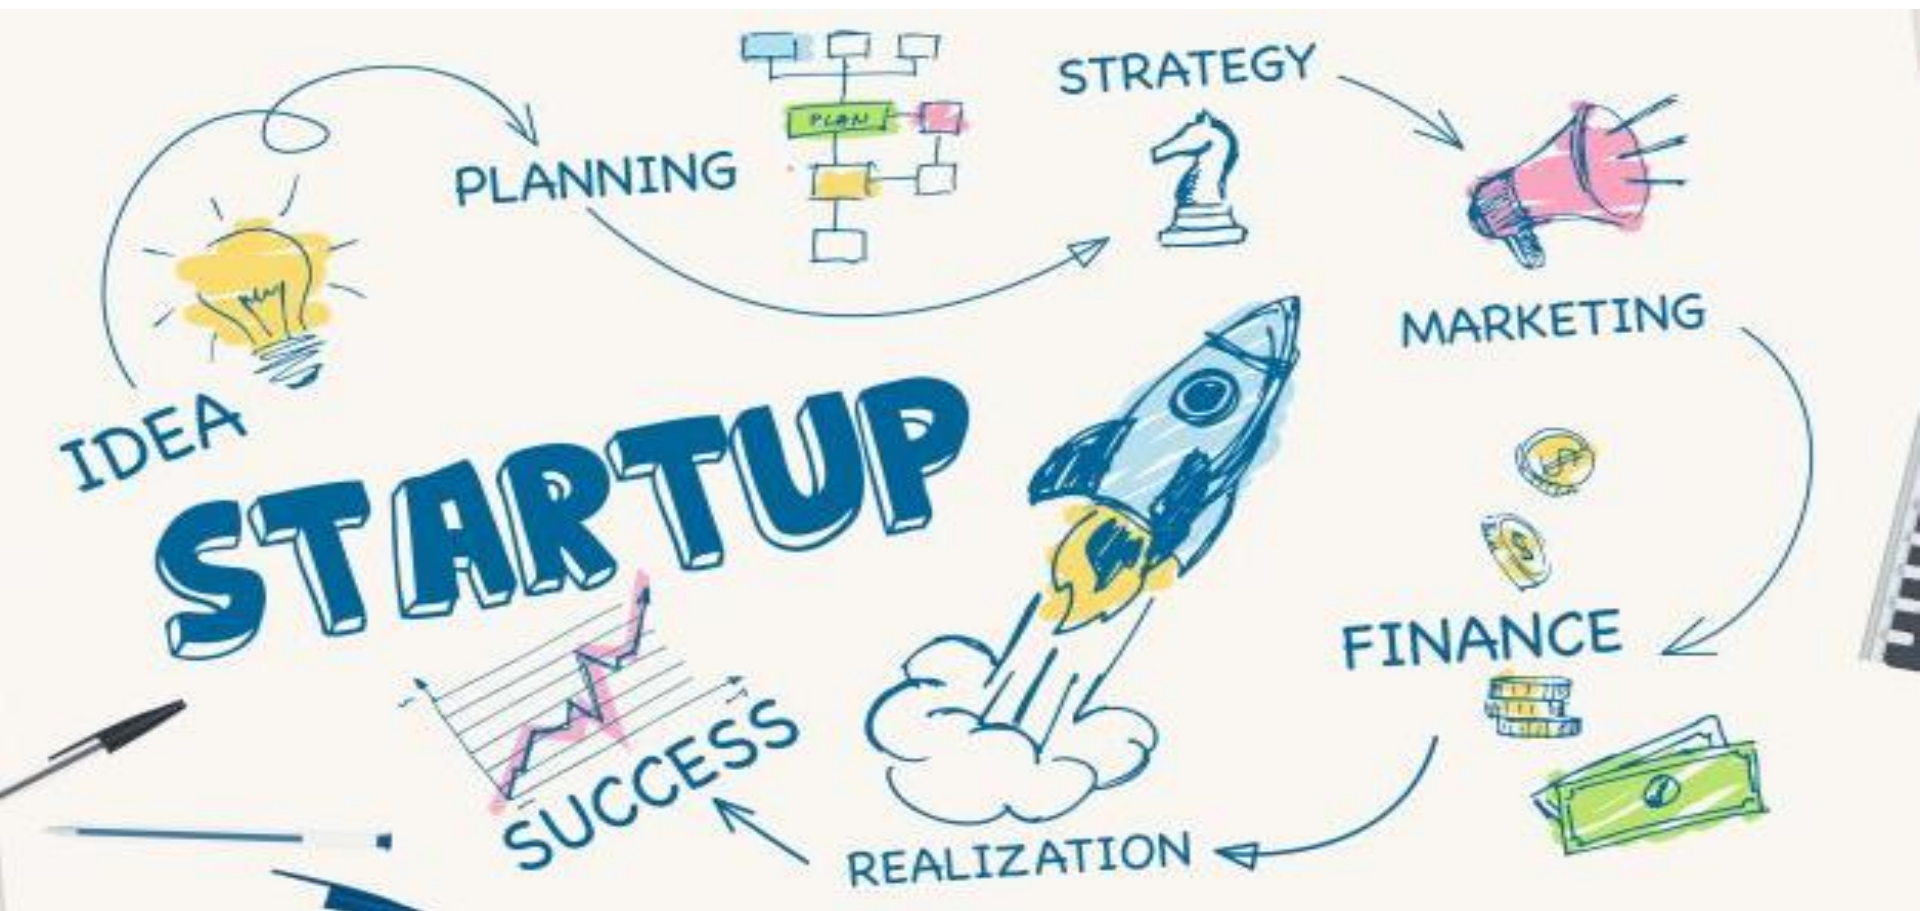 IDEA
PLANNING
PLAN
STRATEGY
MARKETING
FINANCE
REALIZATION
SUCCESS
STARTUP